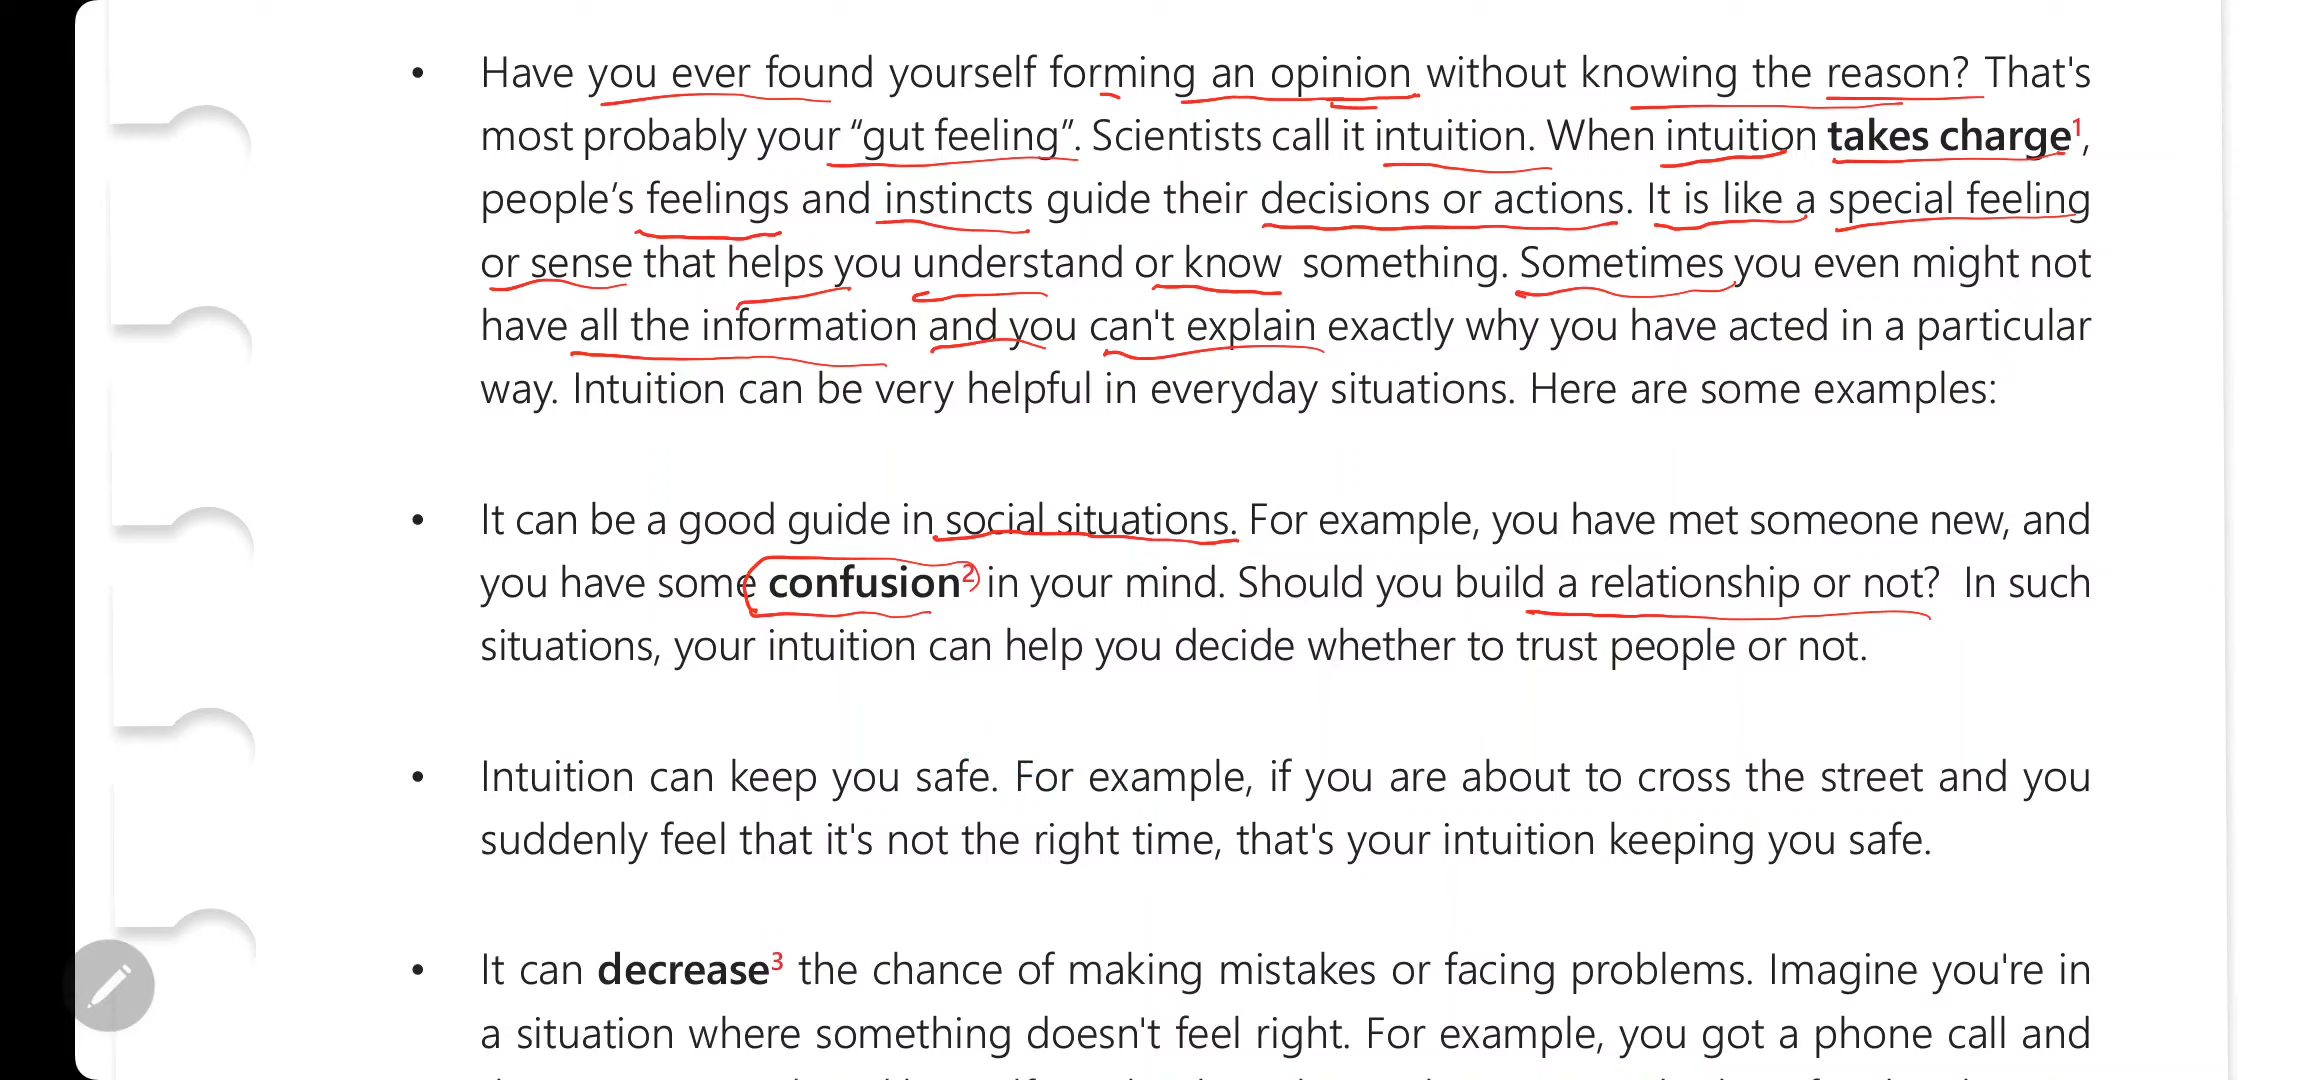 • Have you ever found yourself forming an opinion without knowing the reason? That's
most probably your “gut feeling”. Scientists call it intuition. When intuition takes charge¹,
people’s feelings and instincts guide their decisions or actions. It is like a special feeling
or sense that helps you understand or know something. Sometimes you even might not
have all the information and you can't explain exactly why you have acted in a particular
way. Intuition can be very helpful in everyday situations. Here are some examples:
• It can be a good guide in social situations. For example, you have met someone new, and
you have some confusion² in your mind. Should you build a relationship or not? In such
situations, your intuition can help you decide whether to trust people or not.
• Intuition can keep you safe. For example, if you are about to cross the street and you
suddenly feel that it's not the right time, that's your intuition keeping you safe.
• It can decrease³ the chance of making mistakes or facing problems. Imagine you're in
a situation where something doesn't feel right. For example, you got a phone call and